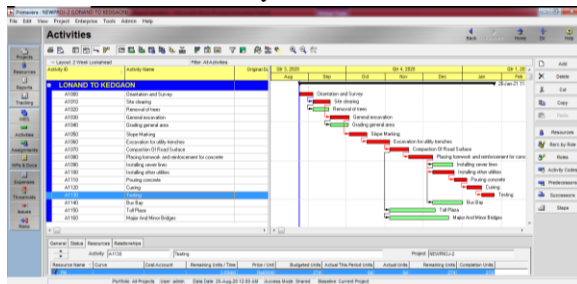 Primavera : NEWPROJ-2 (LONAND TO KEDGAON)
File Edit View Project Enterprise Tools Admin Help
Activities
Back Home Dir Help
Projects
Resources
Reports
Tracking
WBS
Activities
Assignments
WPs & Docs
Expenses
Thresholds
Issues
Risks
Layout: 2 Week Lookahead Filter: All Activities
Activity ID Activity Name Original Du
Qtr 3, 2020 Qtr 4, 2020 Qtr 1, 20
Aug Sep Oct Nov Dec Jan Feb
LONAND TO KEDGAON
A1000 Orientation and Survey
A1010 Site clearing
A1020 Removal of trees
A1030 General excavation
A1040 Grading general area
A1050 Slope Marking
A1060 Excavation for utility trenches
A1070 Compaction Of Road Surface
A1080 Placing formwork and reinforcement for concrete
A1090 Installing sewer lines
A1100 Installing other utilities
A1110 Pouring concrete
A1120 Curing
A1130 Testing
A1140 Bus Bay
A1150 Toll Plaza
A1160 Major And Minor Bridges
Orientation and Survey
Site clearing
Removal of trees
General excavation
Grading general area
Slope Marking
Excavation for utility trenches
Compaction Of Road Surface
Placing formwork and reinforcement for conc
Installing sewer lines
Installing other utilities
Pouring concrete
Curing
Testing
Bus Bay
Toll Plaza
Major And Minor Bridges
Add
Delete
Cut
Copy
Paste
Resources
Rsrc by Role
Roles
Activity Codes
Predecessors
Successors
Steps
General Status Resources Relationships
Activity A1130 Testing Project NEWPROJ-2
Resource Name Curve Cost Account Remaining Units / Time Price / Unit Budgeted Units Actual This Period Units Actual Units Remaining Units Completion Units
Portfolio: All Projects User: admin Data Date: 26-Aug-20 12:00 AM Access Mode: Shared Baseline: Current Project